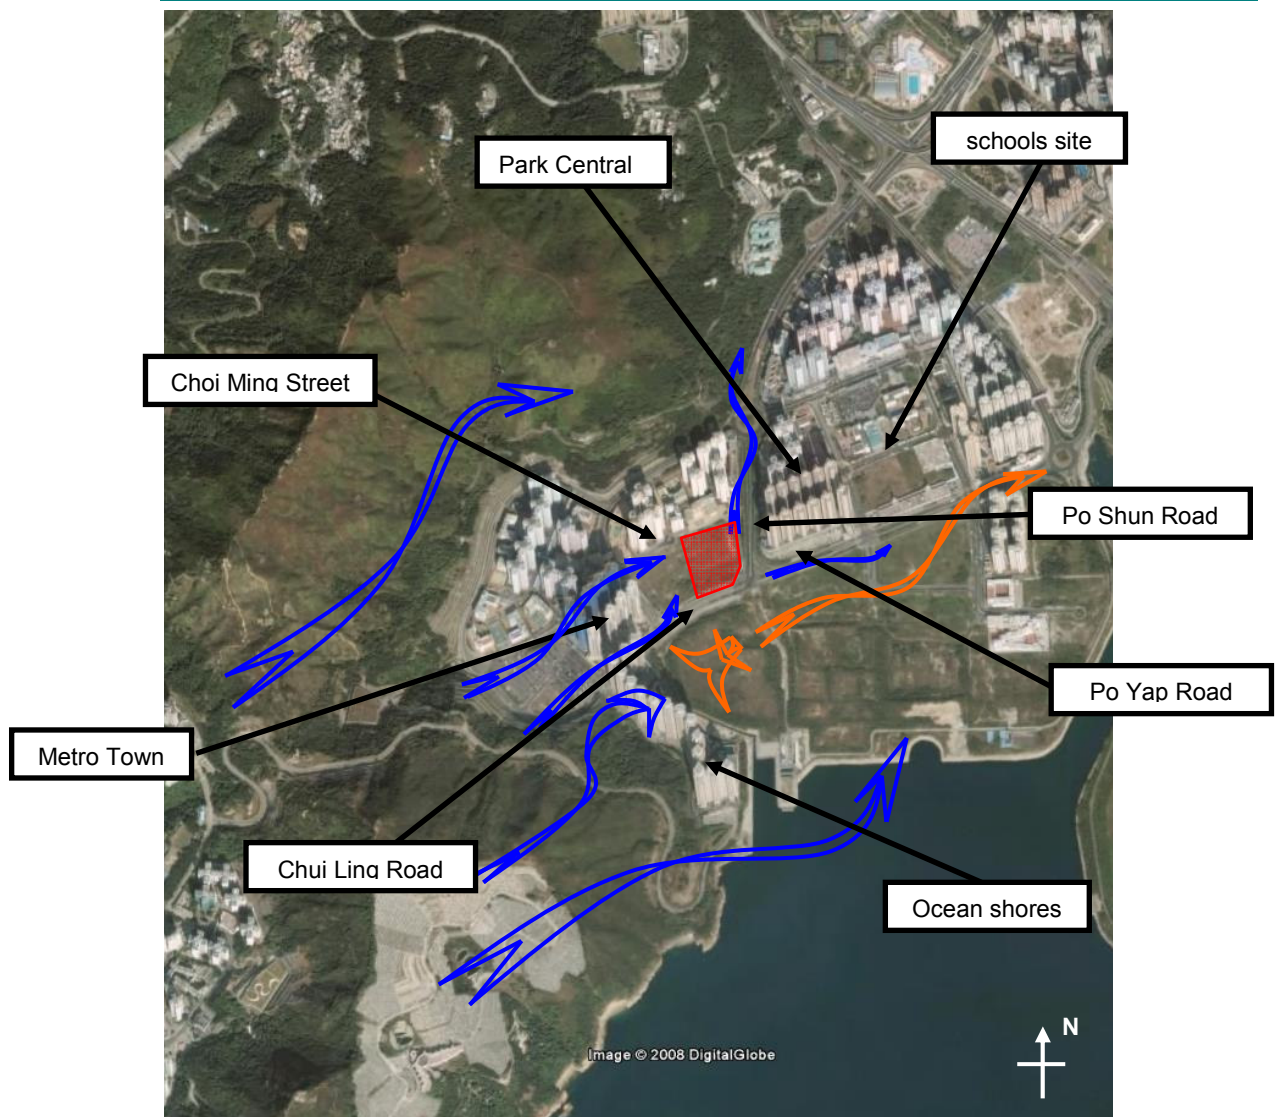 schools site
Park Central
Choi Ming Street
Po Shun Road
Po Yap Road
Metro Town
Chui Ling Road
Ocean shores
N
Image © 2008 DigitalGlobe